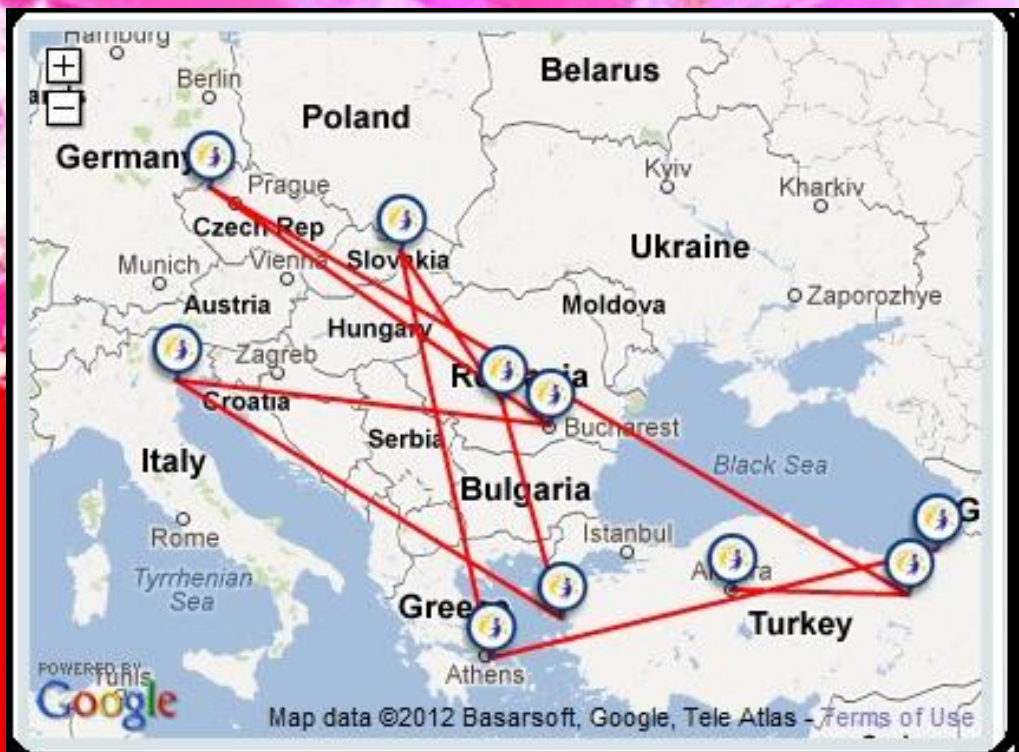 Hamburg
Berlin
Belarus
Poland
Germany
Kyiv
Prague
Kharkiv
Czech Rep
Ukraine
Munich
Vienna
Slovakia
Zaporozhye
Austria
Moldova
Hungary
Zagreb
Croatia
Bucharest
Serbia
Italy
Black Sea
Bulgaria
Istanbul
Rome
Tyrrhenian
Sea
Turkey
Athens
POWERED BY
Tunis
Google
Map data ©2012 Basarsoft, Google, Tele Atlas - Terms of Use